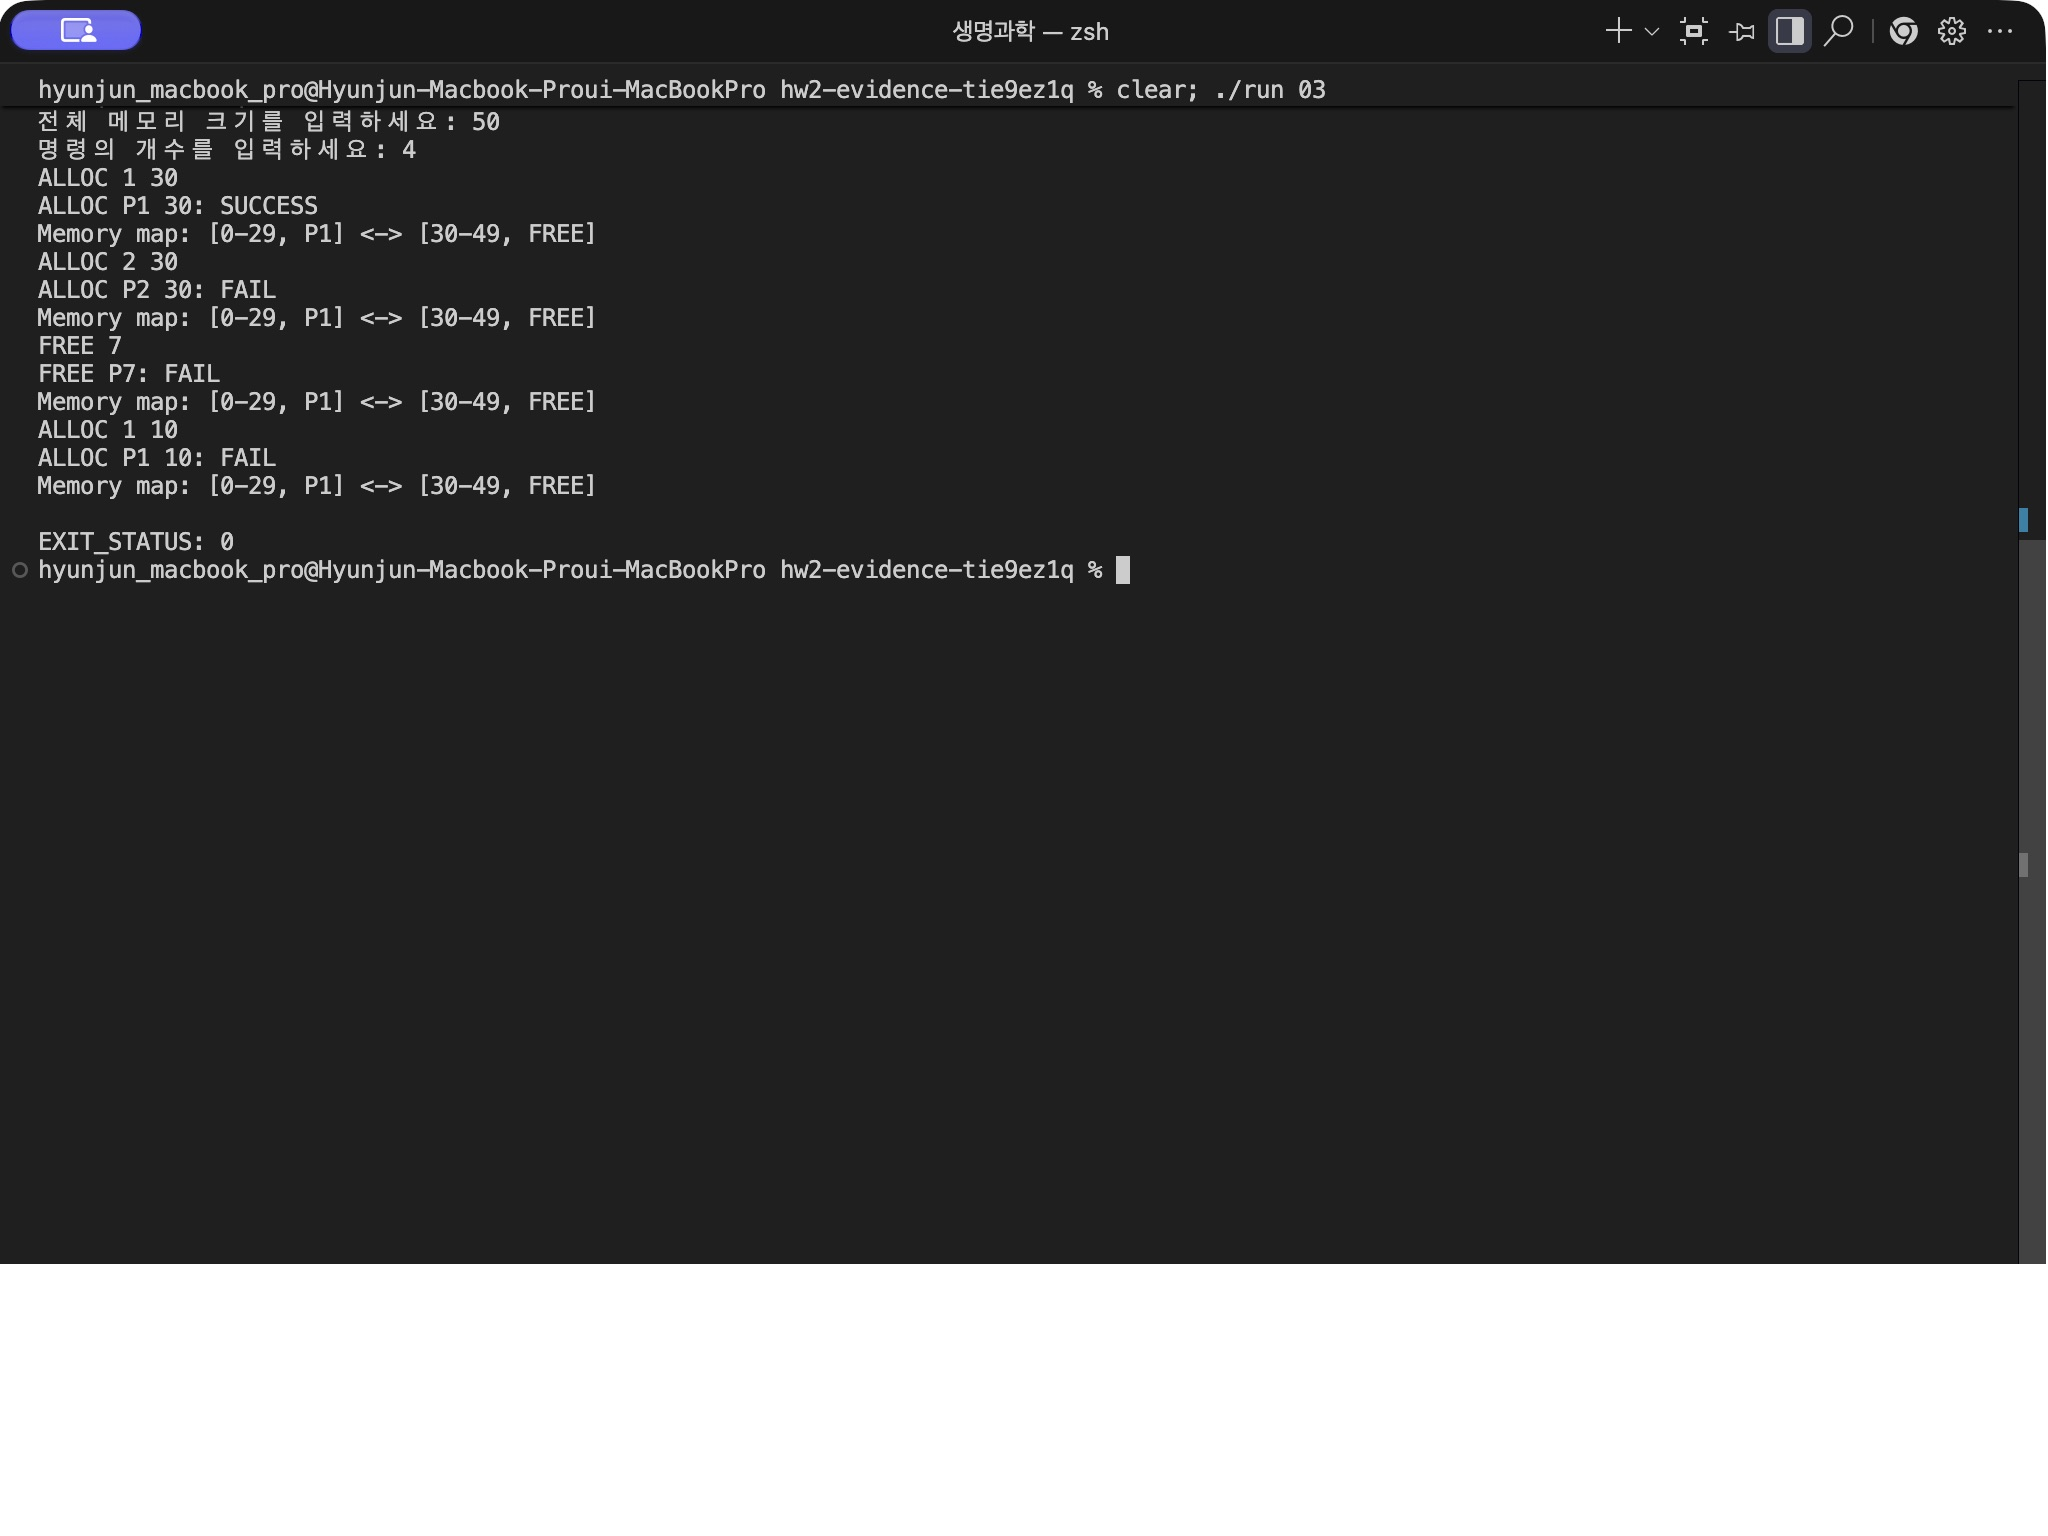 생명과학 — zsh
hyunjun_macbook_pro@Hyunjun-Macbook-Proui-MacBookPro hw2-evidence-tie9ez1q % clear; ./run 03
전체 메모리 크기를 입력하세요: 50
명령의 개수를 입력하세요: 4
ALLOC 1 30
ALLOC P1 30: SUCCESS
Memory map: [0-29, P1] <-> [30-49, FREE]
ALLOC 2 30
ALLOC P2 30: FAIL
Memory map: [0-29, P1] <-> [30-49, FREE]
FREE 7
FREE P7: FAIL
Memory map: [0-29, P1] <-> [30-49, FREE]
ALLOC 1 10
ALLOC P1 10: FAIL
Memory map: [0-29, P1] <-> [30-49, FREE]
EXIT_STATUS: 0
hyunjun_macbook_pro@Hyunjun-Macbook-Proui-MacBookPro hw2-evidence-tie9ez1q %